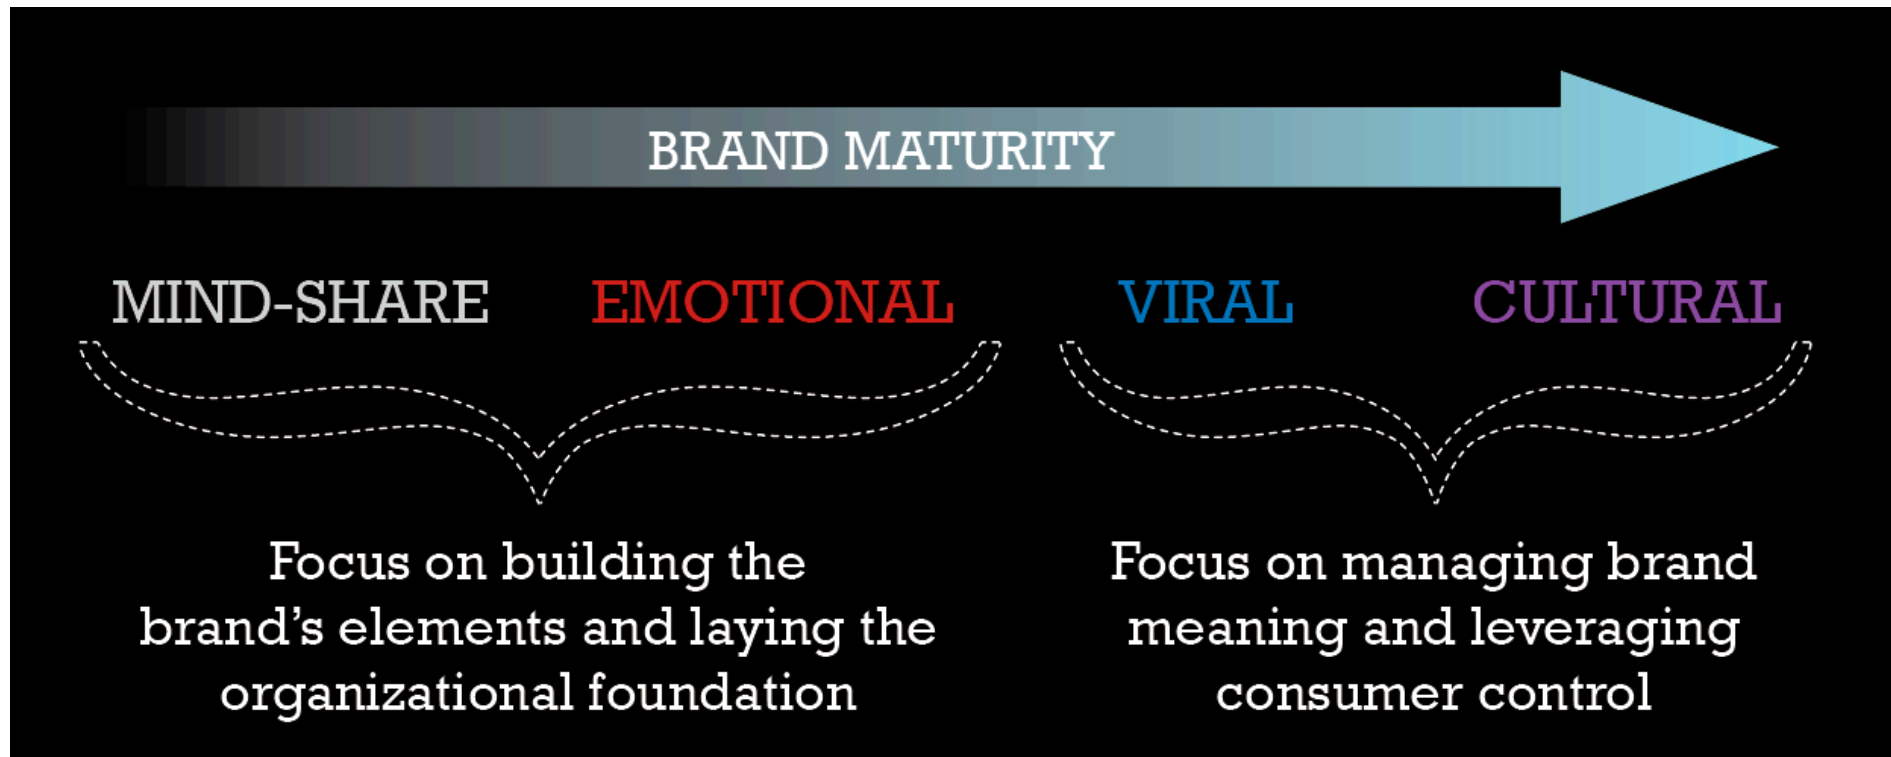 BRAND MATURITY
MIND-SHARE EMOTIONAL VIRAL CULTURAL
Focus on building the
brand’s elements and laying the
organizational foundation
Focus on managing brand
meaning and leveraging
consumer control